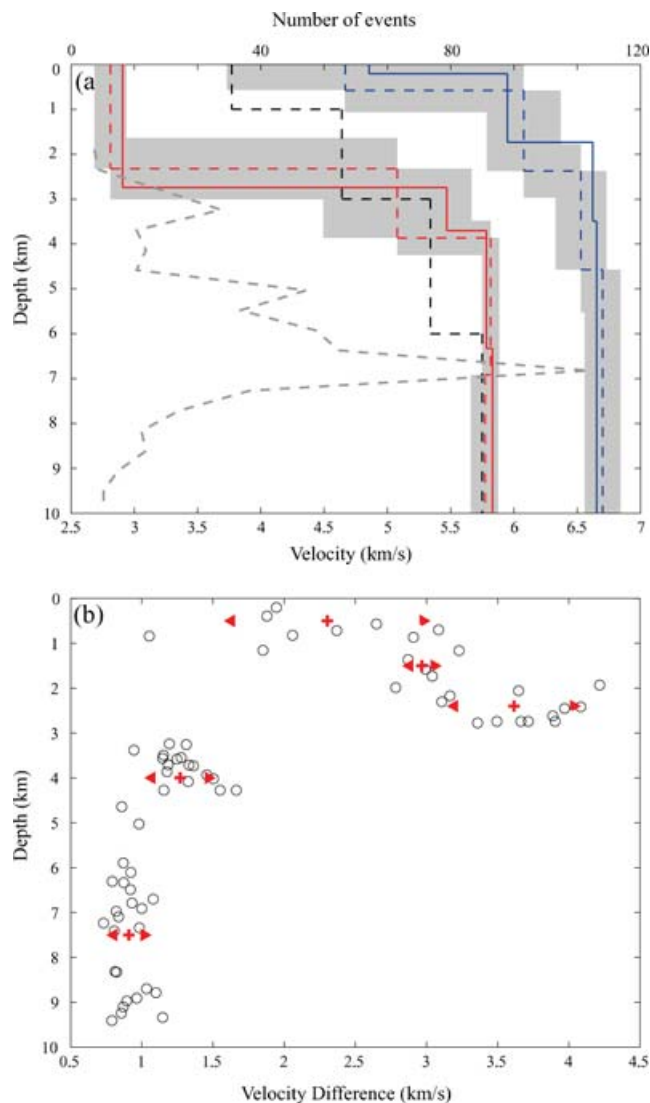 Number of events
0 40 80 120
(a)
0
1
2
3
4
5
6
7
8
9
10
Depth (km)
2.5 3 3.5 4 4.5 5 5.5 6 6.5 7
Velocity (km/s)
(b)
0
1
2
3
4
5
6
7
8
9
10
Depth (km)
0.5 1 1.5 2 2.5 3 3.5 4 4.5
Velocity Difference (km/s)